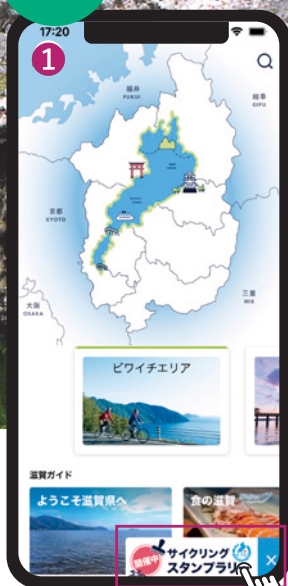 17:20
1
福井
FUKUI
岐阜
GIFU
京都
KYOTO
三重
MIE
大阪
OSAKA
ビワイチエリア
滋賀ガイド
ようこそ滋賀県へ
食の滋賀
開催中!
サイクリング
スタンプラリ